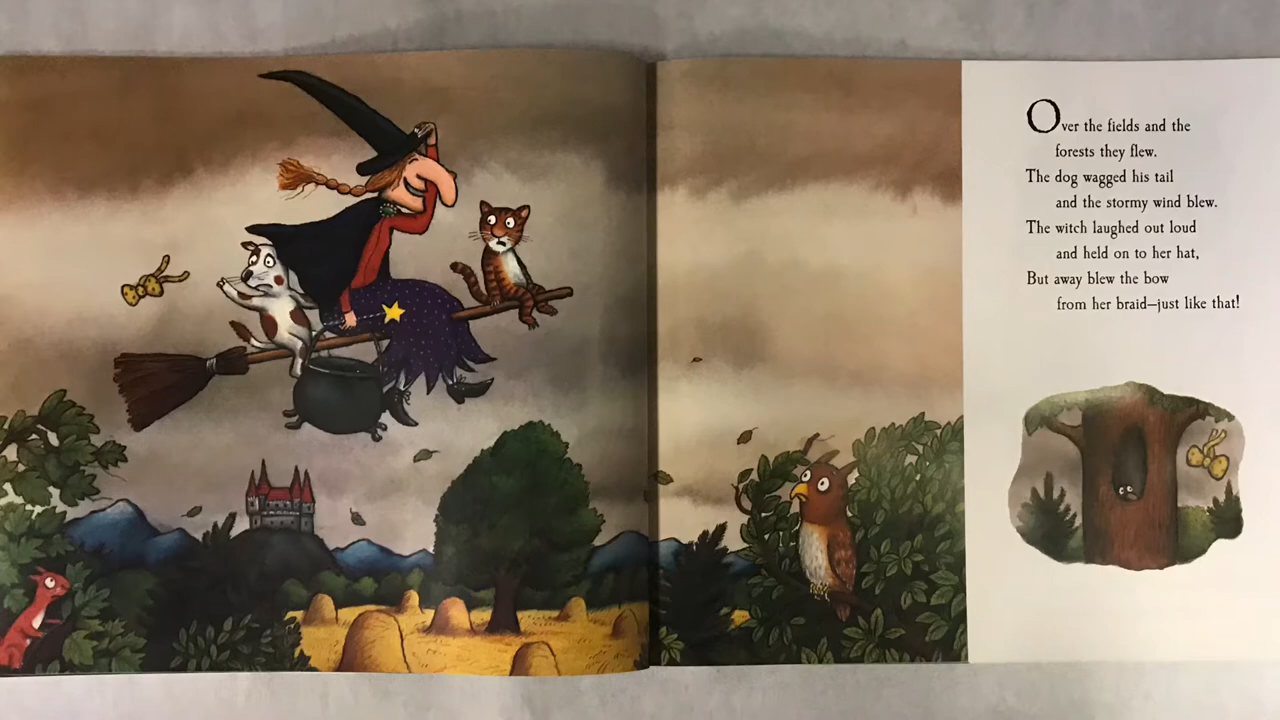 Over the fields and the
forests they flew.
The dog wagged his tail
and the stormy wind blew.
The witch laughed out loud
and held on to her hat,
But away blew the bow
from her braid—just like that!